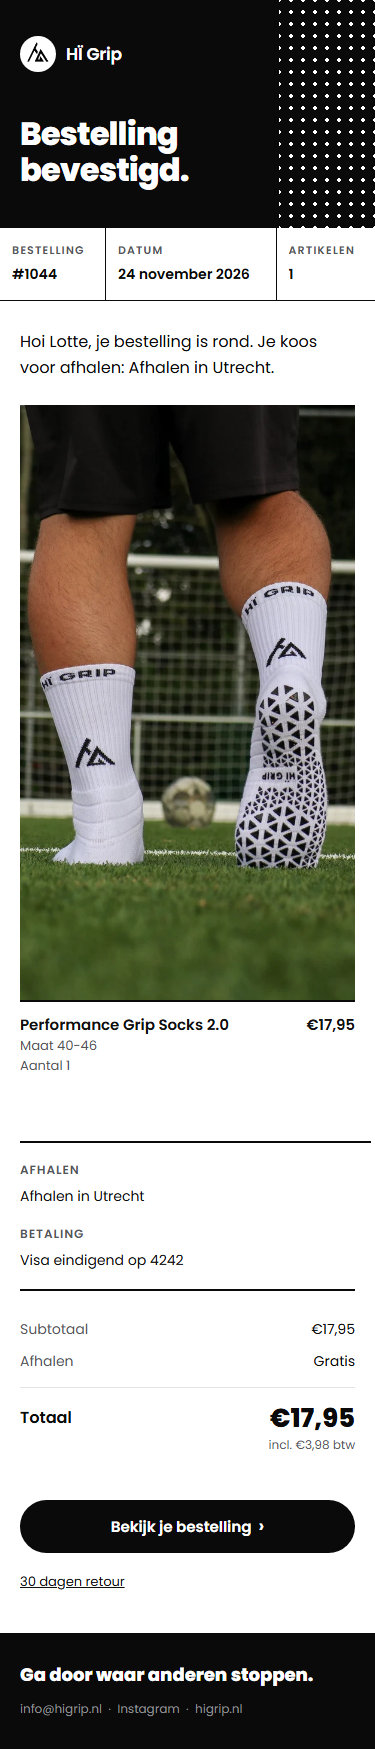 HÏ Grip
Bestelling
bevestigd.
BESTELLING
#1044
DATUM
24 november 2026
ARTIKELEN
1
Hoi Lotte, je bestelling is rond. Je koos
voor afhalen: Afhalen in Utrecht.
HÏ GRIP
HÏ GRIP
HÏ GRIP
Performance Grip Socks 2.0
€17,95
Maat 40-46
Aantal 1
AFHALEN
Afhalen in Utrecht
BETALING
Visa eindigend op 4242
Subtotaal
€17,95
Afhalen
Gratis
Totaal
€17,95
incl. €3,98 btw
Bekijk je bestelling ›
30 dagen retour
Ga door waar anderen stoppen.
info@higrip.nl · Instagram · higrip.nl